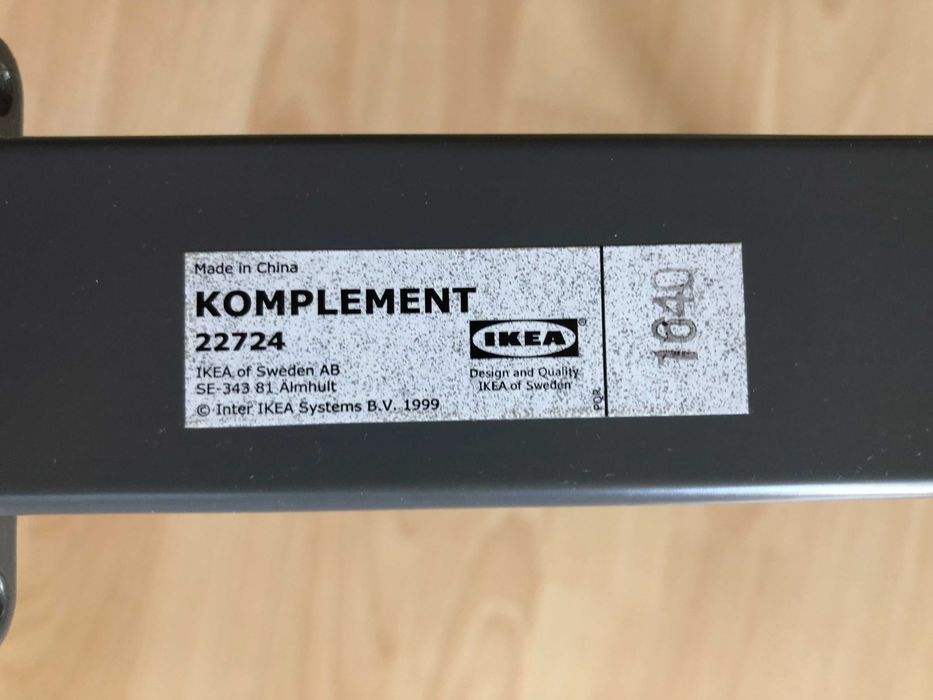 Made in China
KOMPLEMENT
22724
IKEA of Sweden AB
SE-343 81 Älmhult
© Inter IKEA Systems B.V. 1999
IKEA®
Design and Quality
IKEA of Sweden
PQR
1640